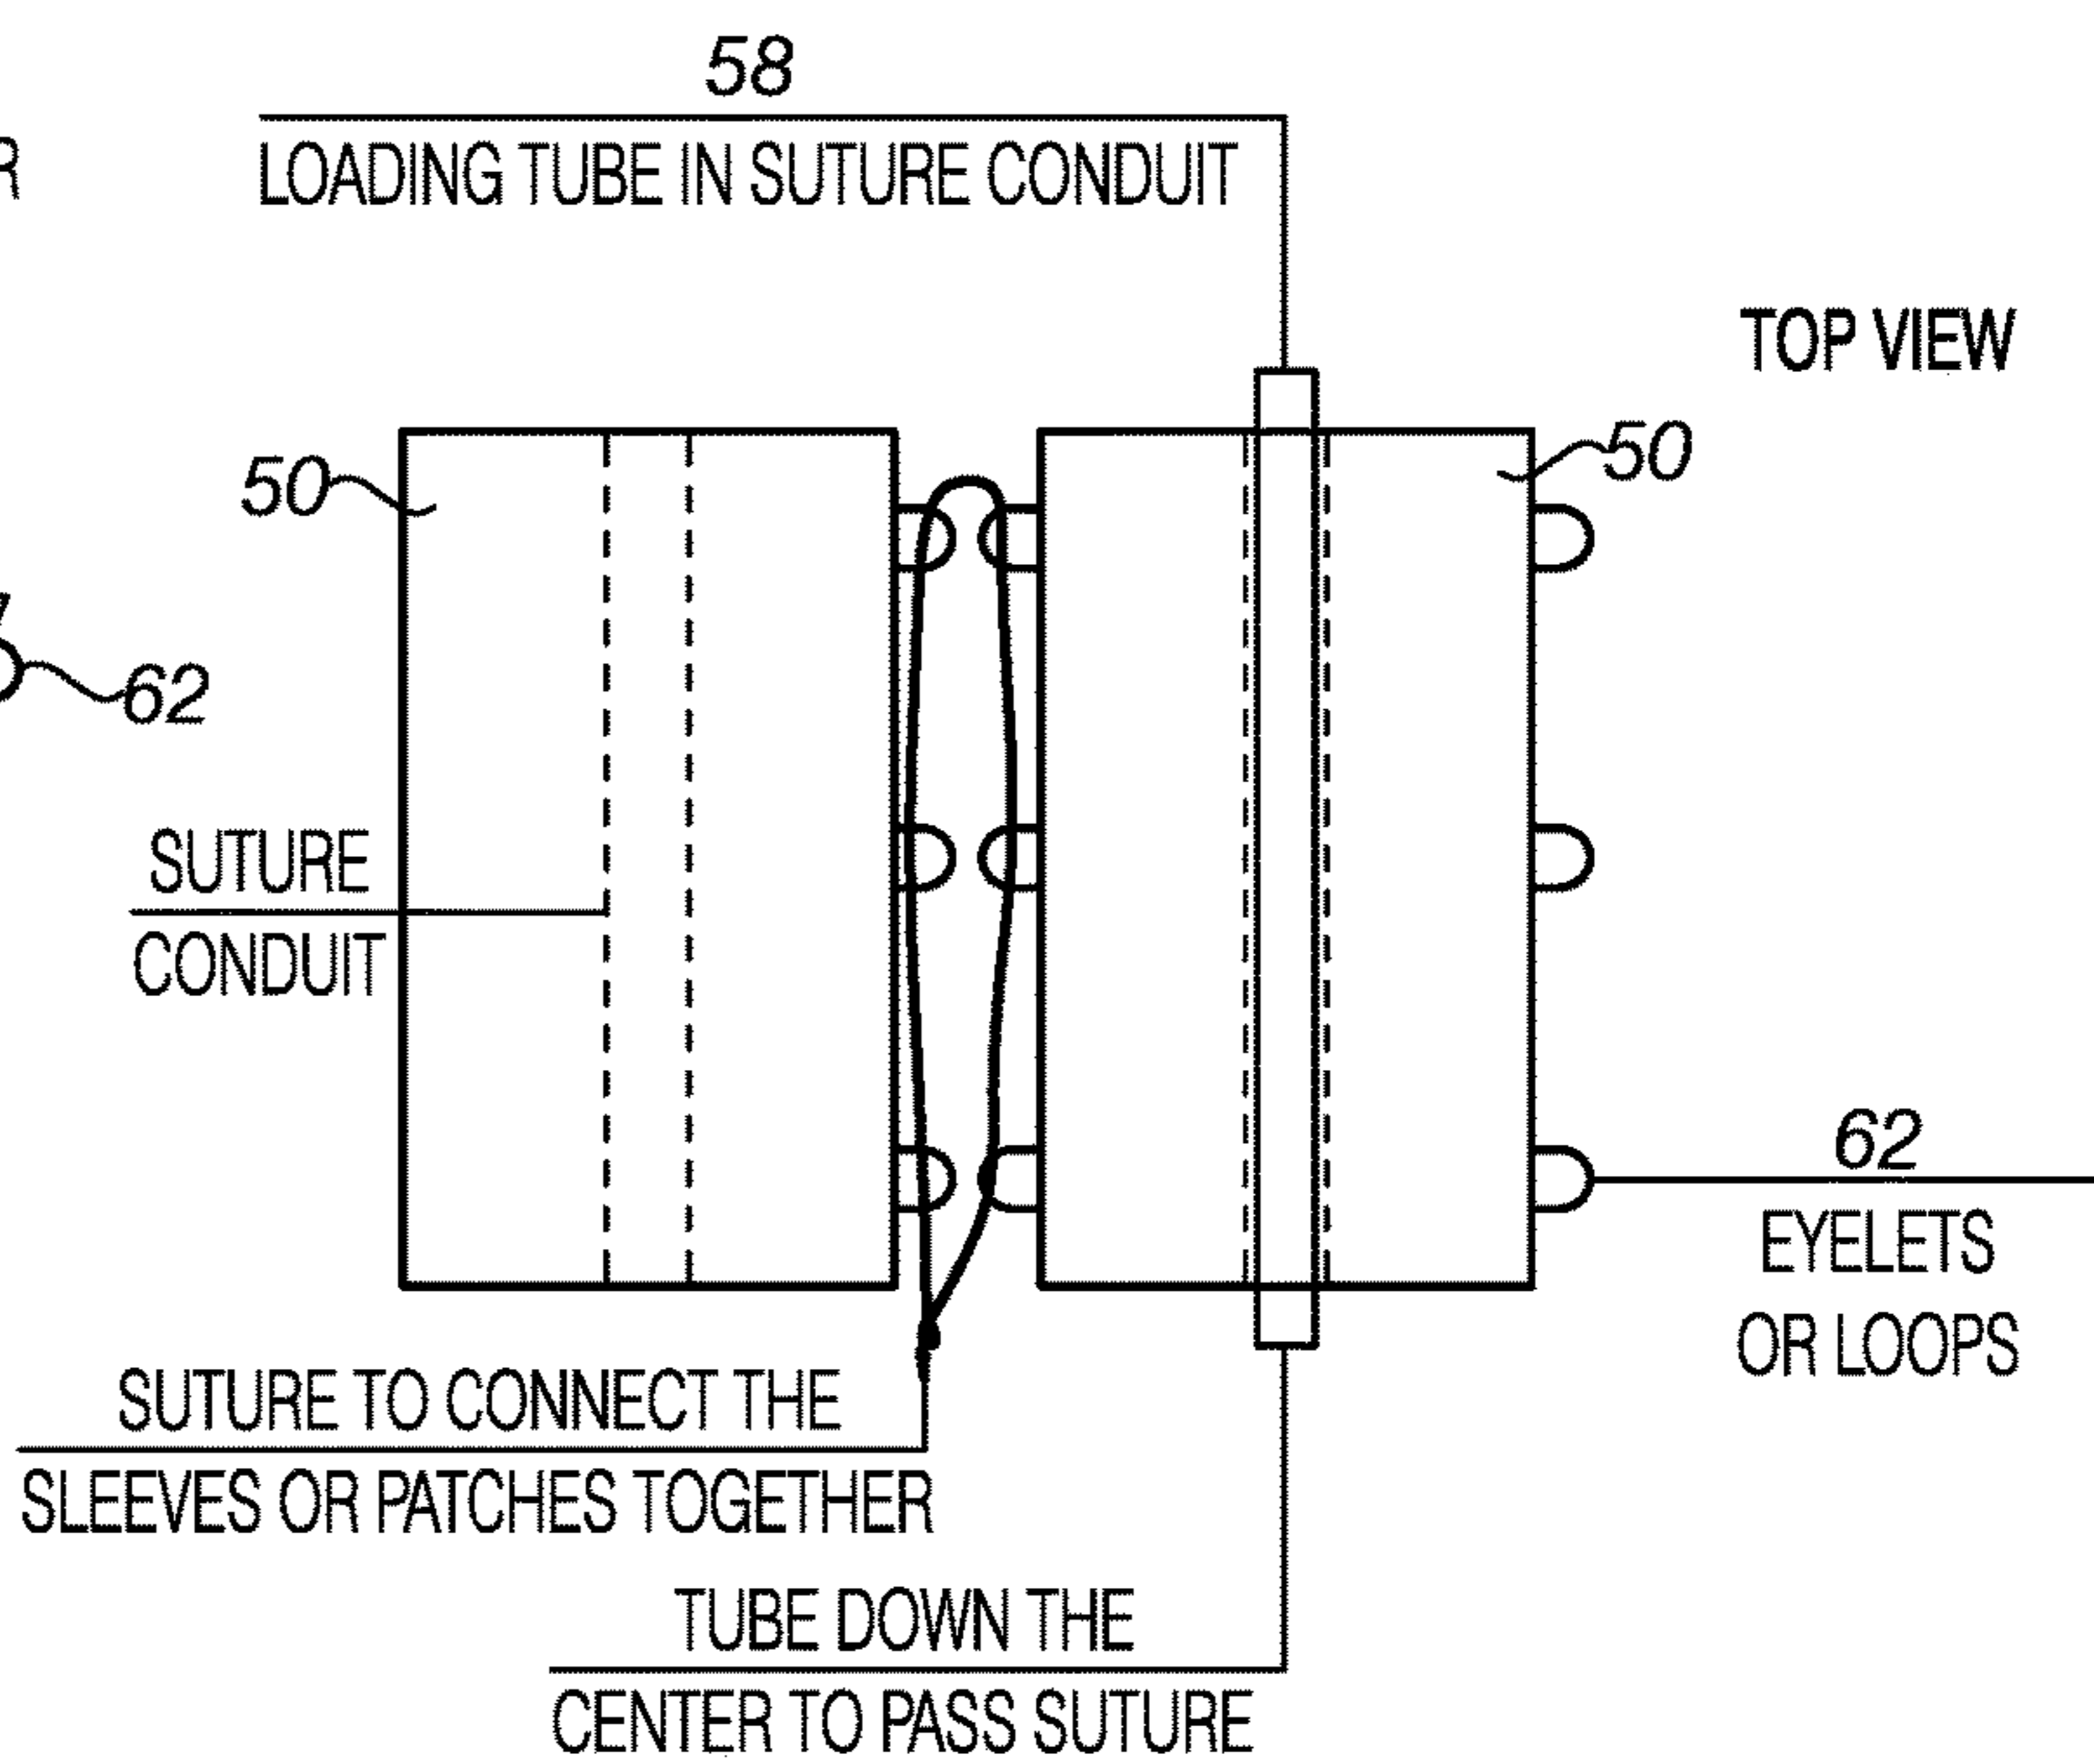 58
LOADING TUBE IN SUTURE CONDUIT
R
TOP VIEW
50
50
62
SUTURE
CONDUIT
62
EYELETS
OR LOOPS
SUTURE TO CONNECT THE
SLEEVES OR PATCHES TOGETHER
TUBE DOWN THE
CENTER TO PASS SUTURE